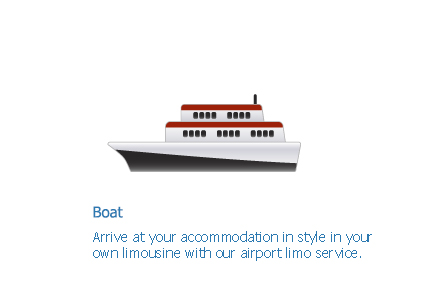 Boat
Arrive at your accommodation in style in your
own limousine with our airport limo service.